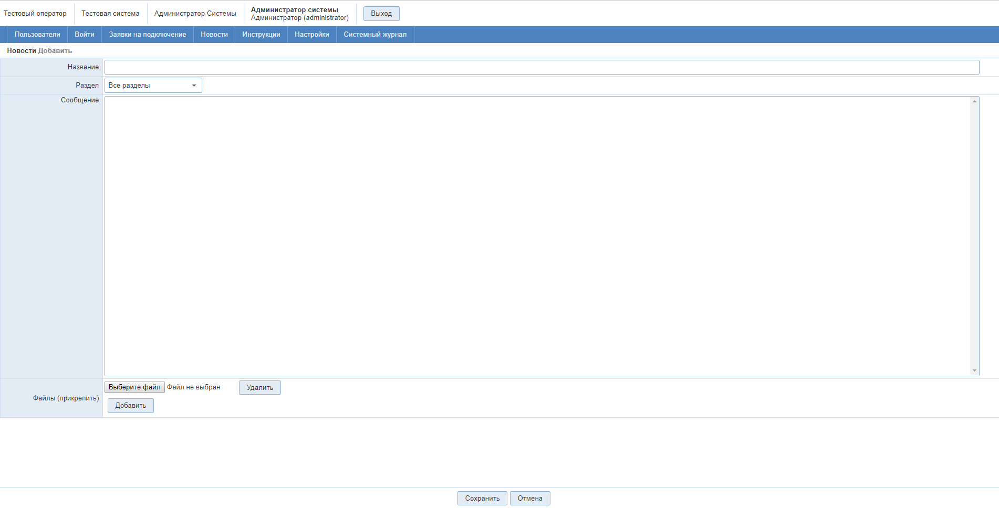 Тестовый оператор
Тестовая система
Администратор Системы
Администратор системы
Администратор (administrator)
Выход
Пользователи
Войти
Заявки на подключение
Новости
Инструкции
Настройки
Системный журнал
Новости Добавить
Название
Раздел
Все разделы
Сообщение
Файлы (прикрепить)
Выберите файл Файл не выбран
Удалить
Добавить
Сохранить
Отмена